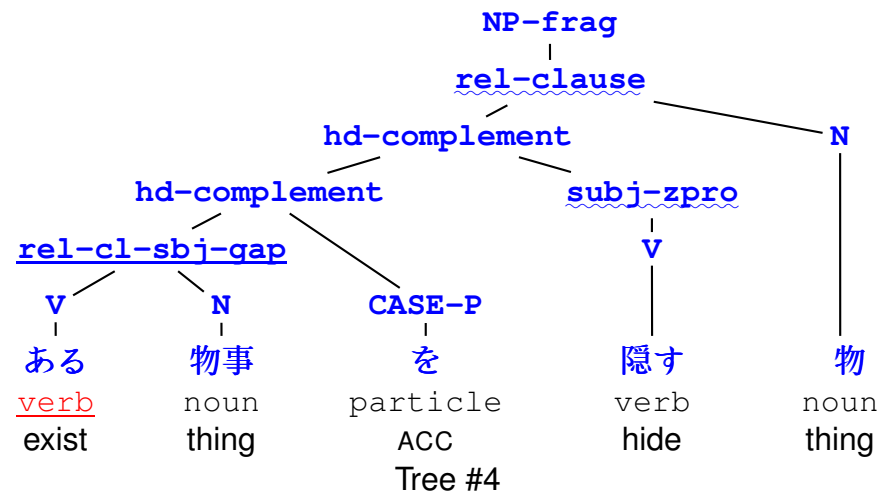 NP-frag
rel-clause
hd-complement N
hd-complement subj-zpro
rel-cl-sbj-gap V
V N CASE-P
ある 物事 を 隠す 物
verb noun particle verb noun
exist thing ACC hide thing
Tree #4